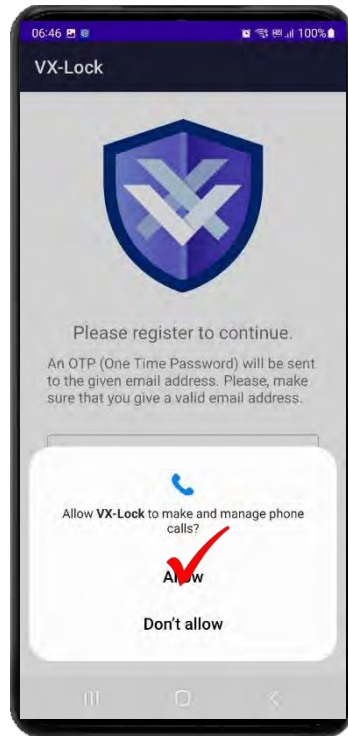 06:46 100%
VX-Lock
Please register to continue.
An OTP (One Time Password) will be sent
to the given email address. Please, make
sure that you give a valid email address.
Allow VX-Lock to make and manage phone
calls?
Allow
Don't allow